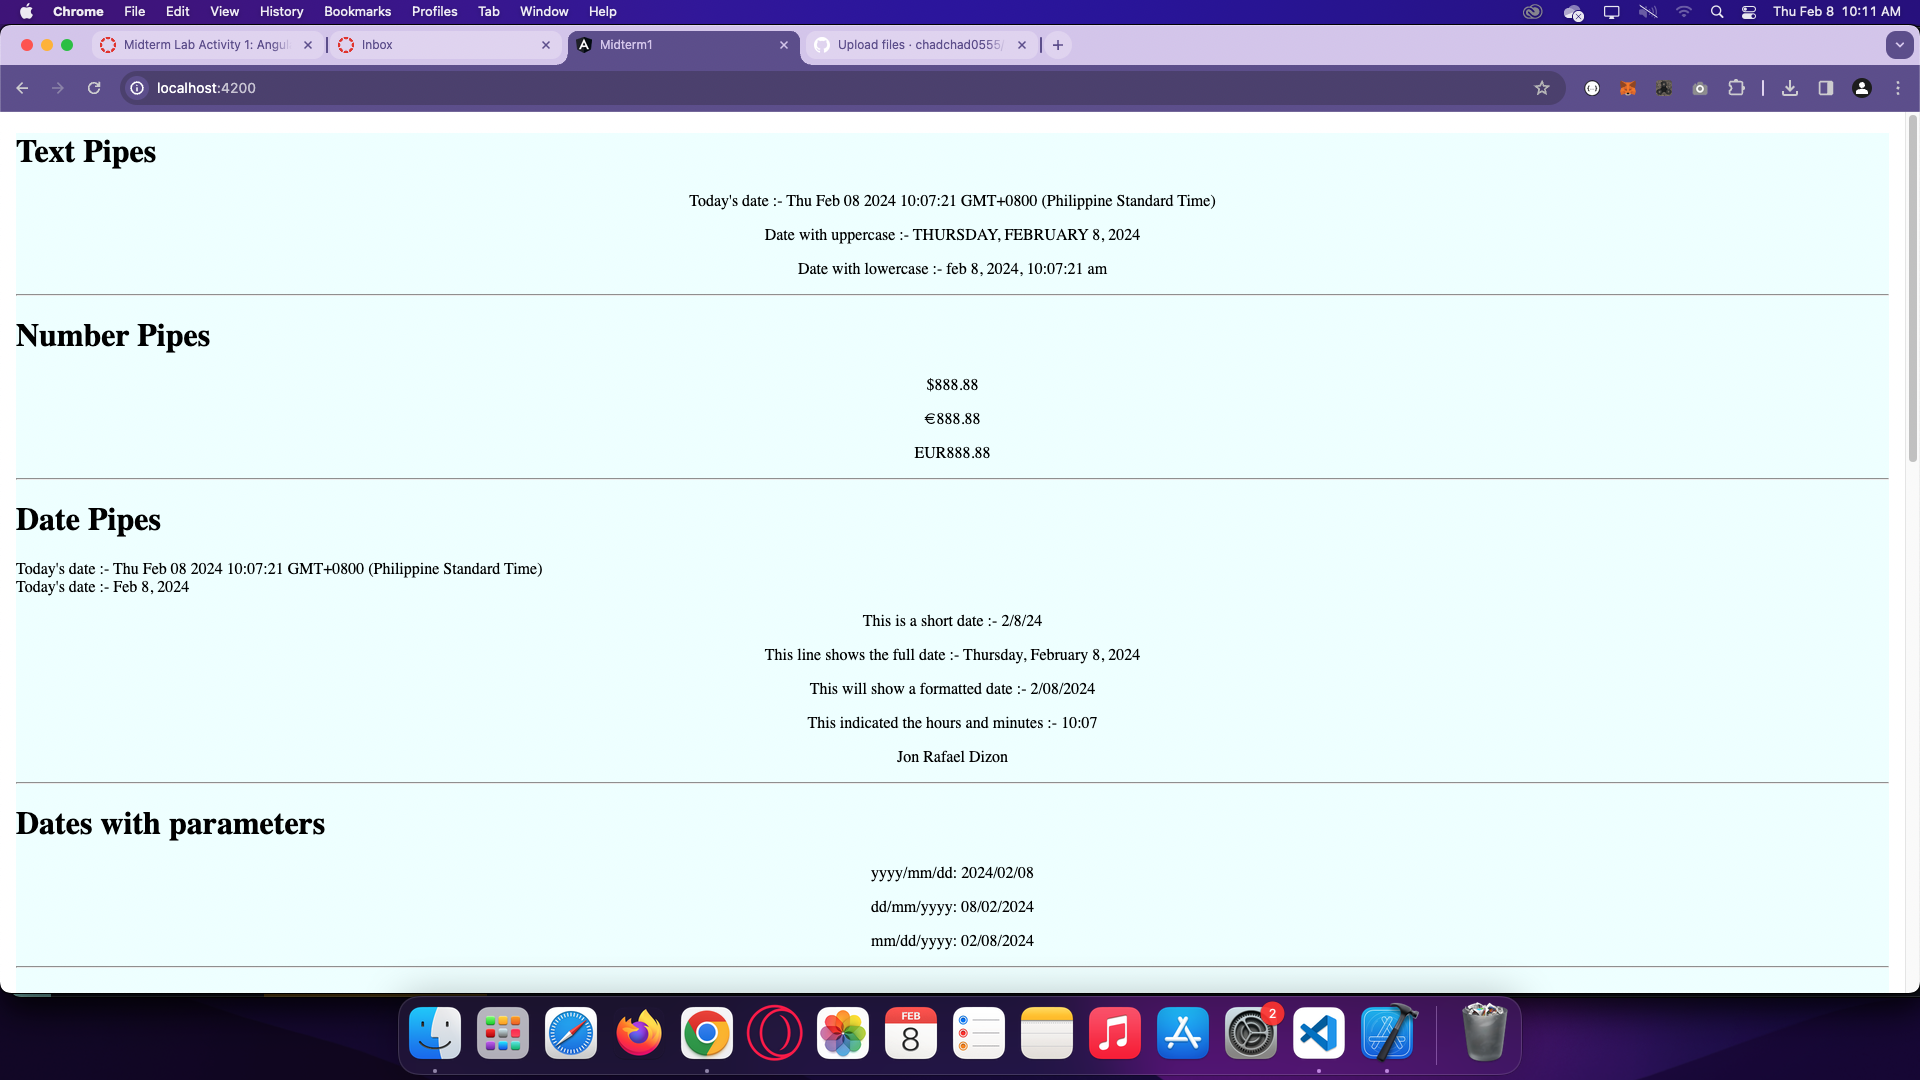 Chrome File Edit View History Bookmarks Profiles Tab Window Help Thu Feb 8 10:11 AM
Midterm Lab Activity 1: Angul Inbox Midterm1 Upload files · chadchad0555/
localhost:4200
Text Pipes
Today's date :- Thu Feb 08 2024 10:07:21 GMT+0800 (Philippine Standard Time)
Date with uppercase :- THURSDAY, FEBRUARY 8, 2024
Date with lowercase :- feb 8, 2024, 10:07:21 am
Number Pipes
$888.88
€888.88
EUR888.88
Date Pipes
Today's date :- Thu Feb 08 2024 10:07:21 GMT+0800 (Philippine Standard Time)
Today's date :- Feb 8, 2024
This is a short date :- 2/8/24
This line shows the full date :- Thursday, February 8, 2024
This will show a formatted date :- 2/08/2024
This indicated the hours and minutes :- 10:07
Jon Rafael Dizon
Dates with parameters
yyyy/mm/dd: 2024/02/08
dd/mm/yyyy: 08/02/2024
mm/dd/yyyy: 02/08/2024
FEB
8
2